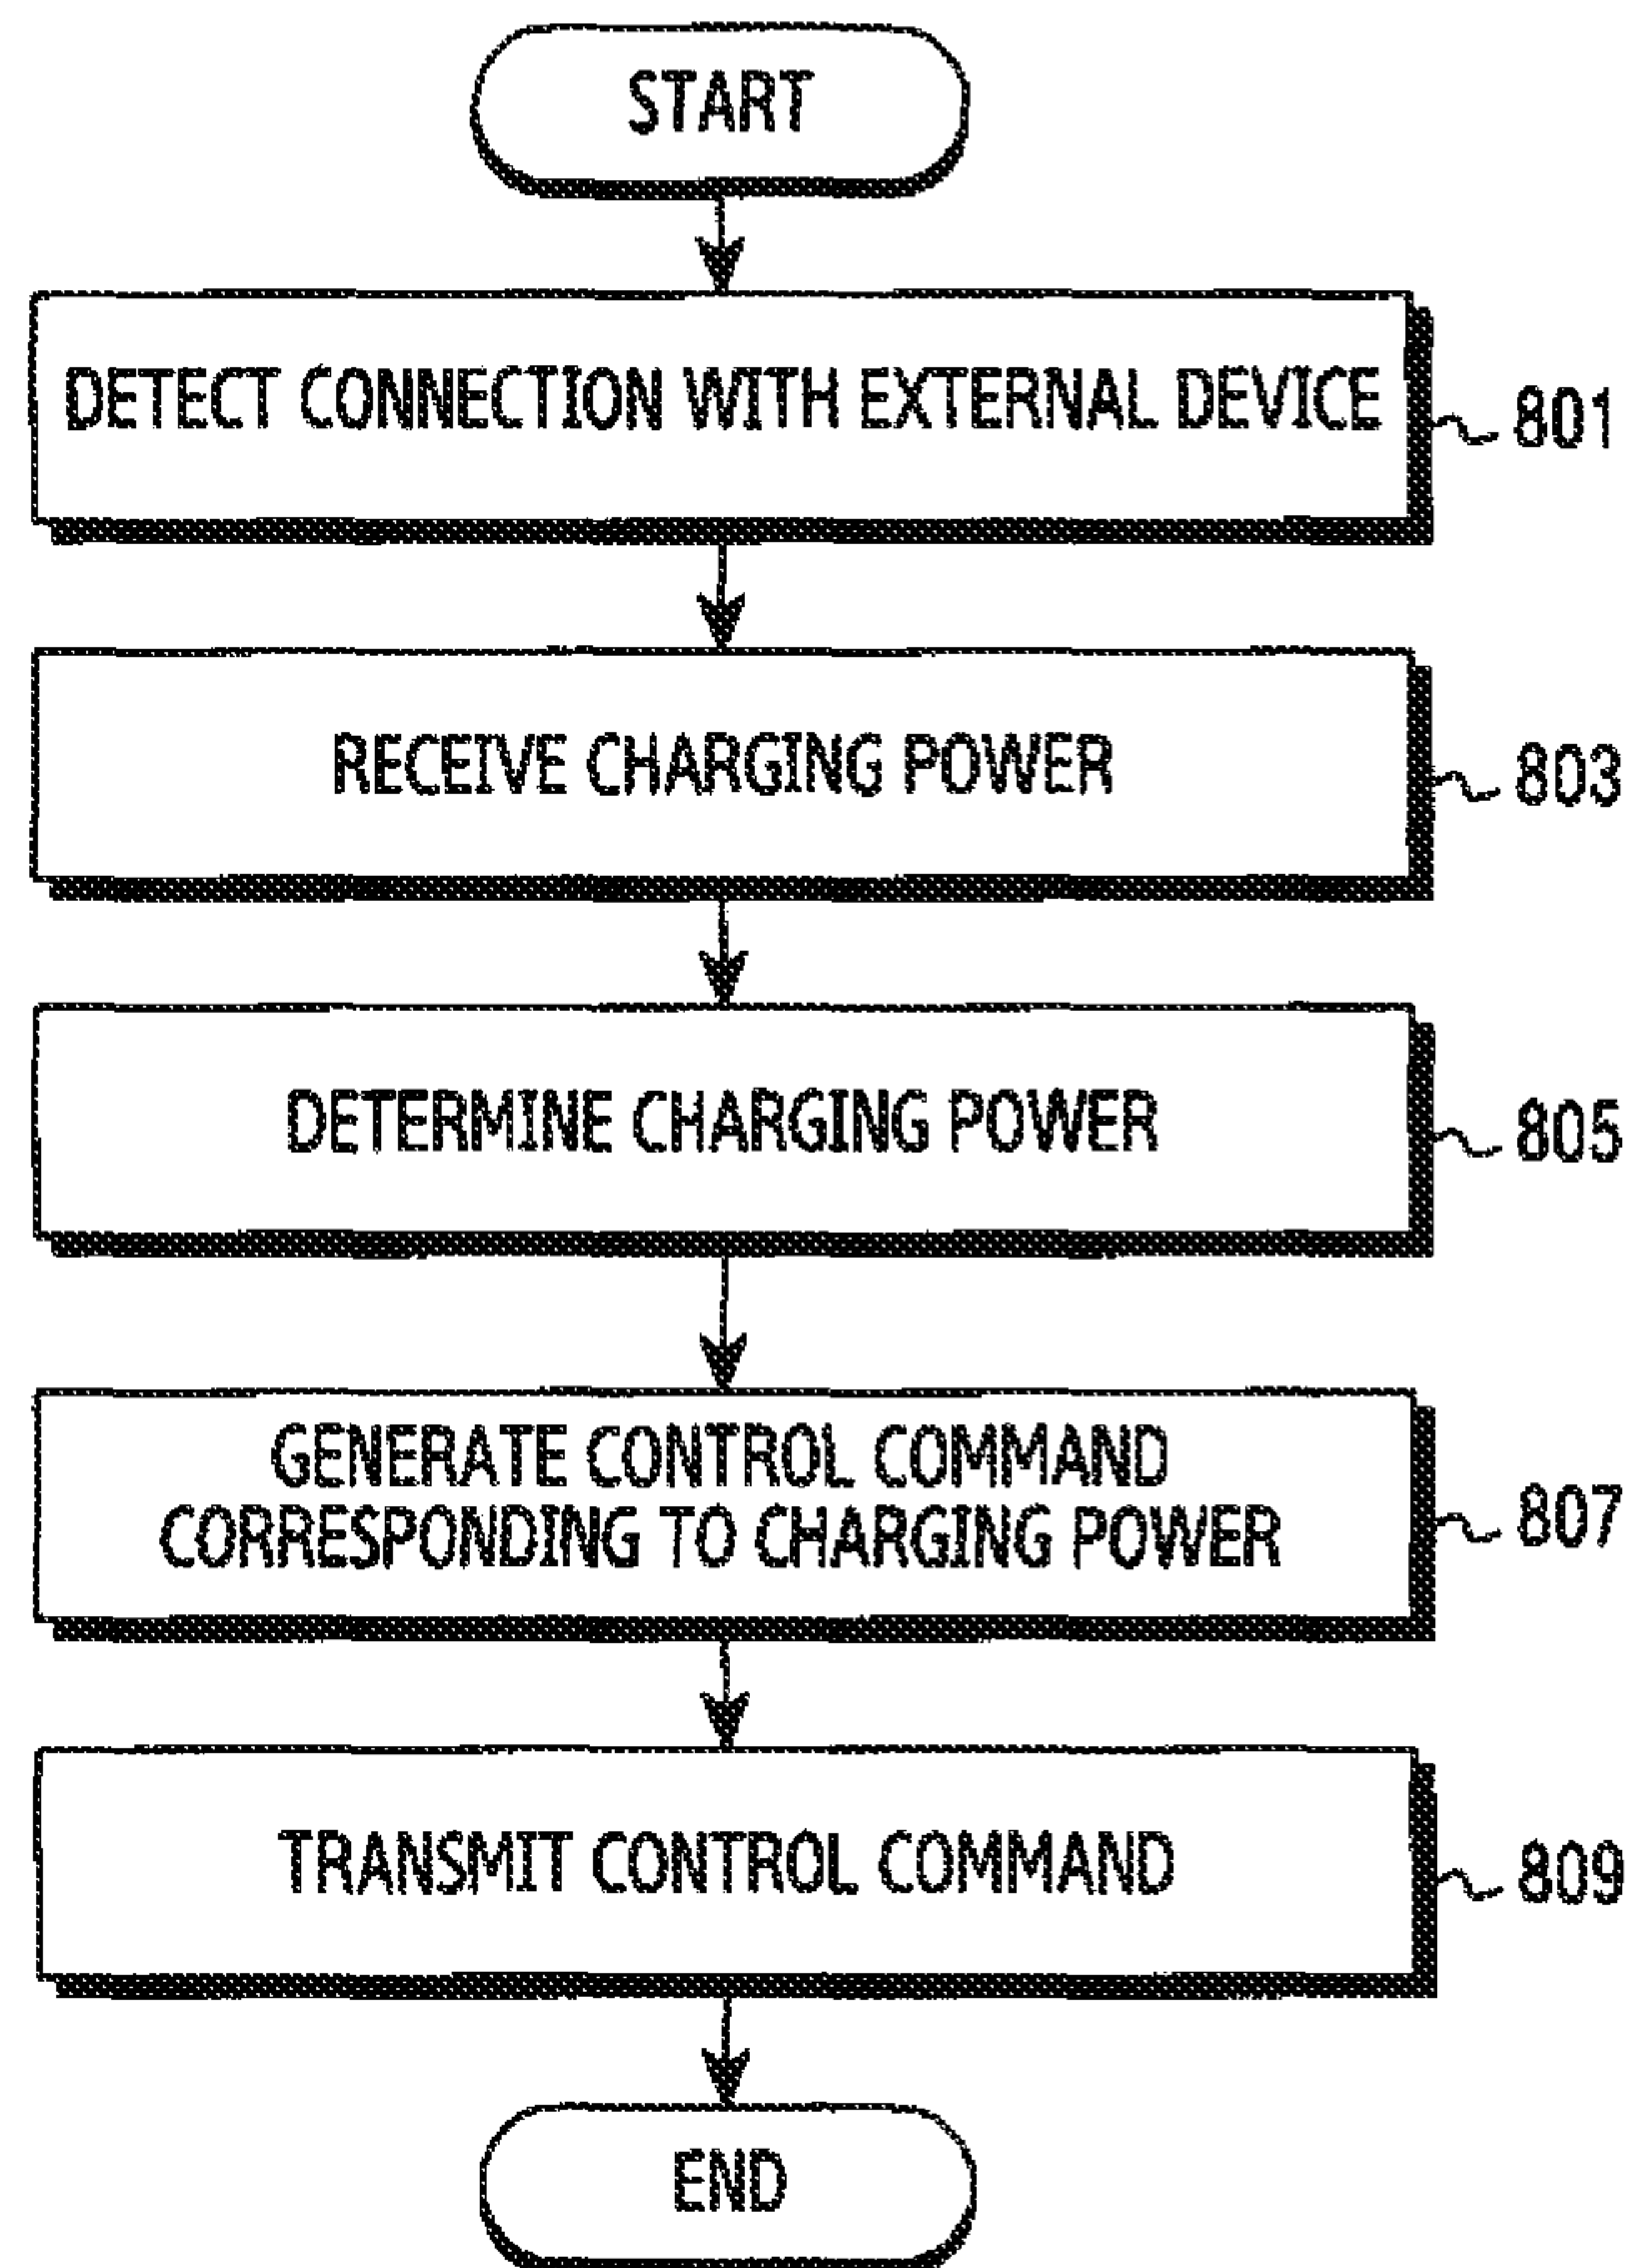 START
DETECT CONNECTION WITH EXTERNAL DEVICE
801
RECEIVE CHARGING POWER
803
DETERMINE CHARGING POWER
805
GENERATE CONTROL COMMAND
CORRESPONDING TO CHARGING POWER
807
TRANSMIT CONTROL COMMAND
809
END